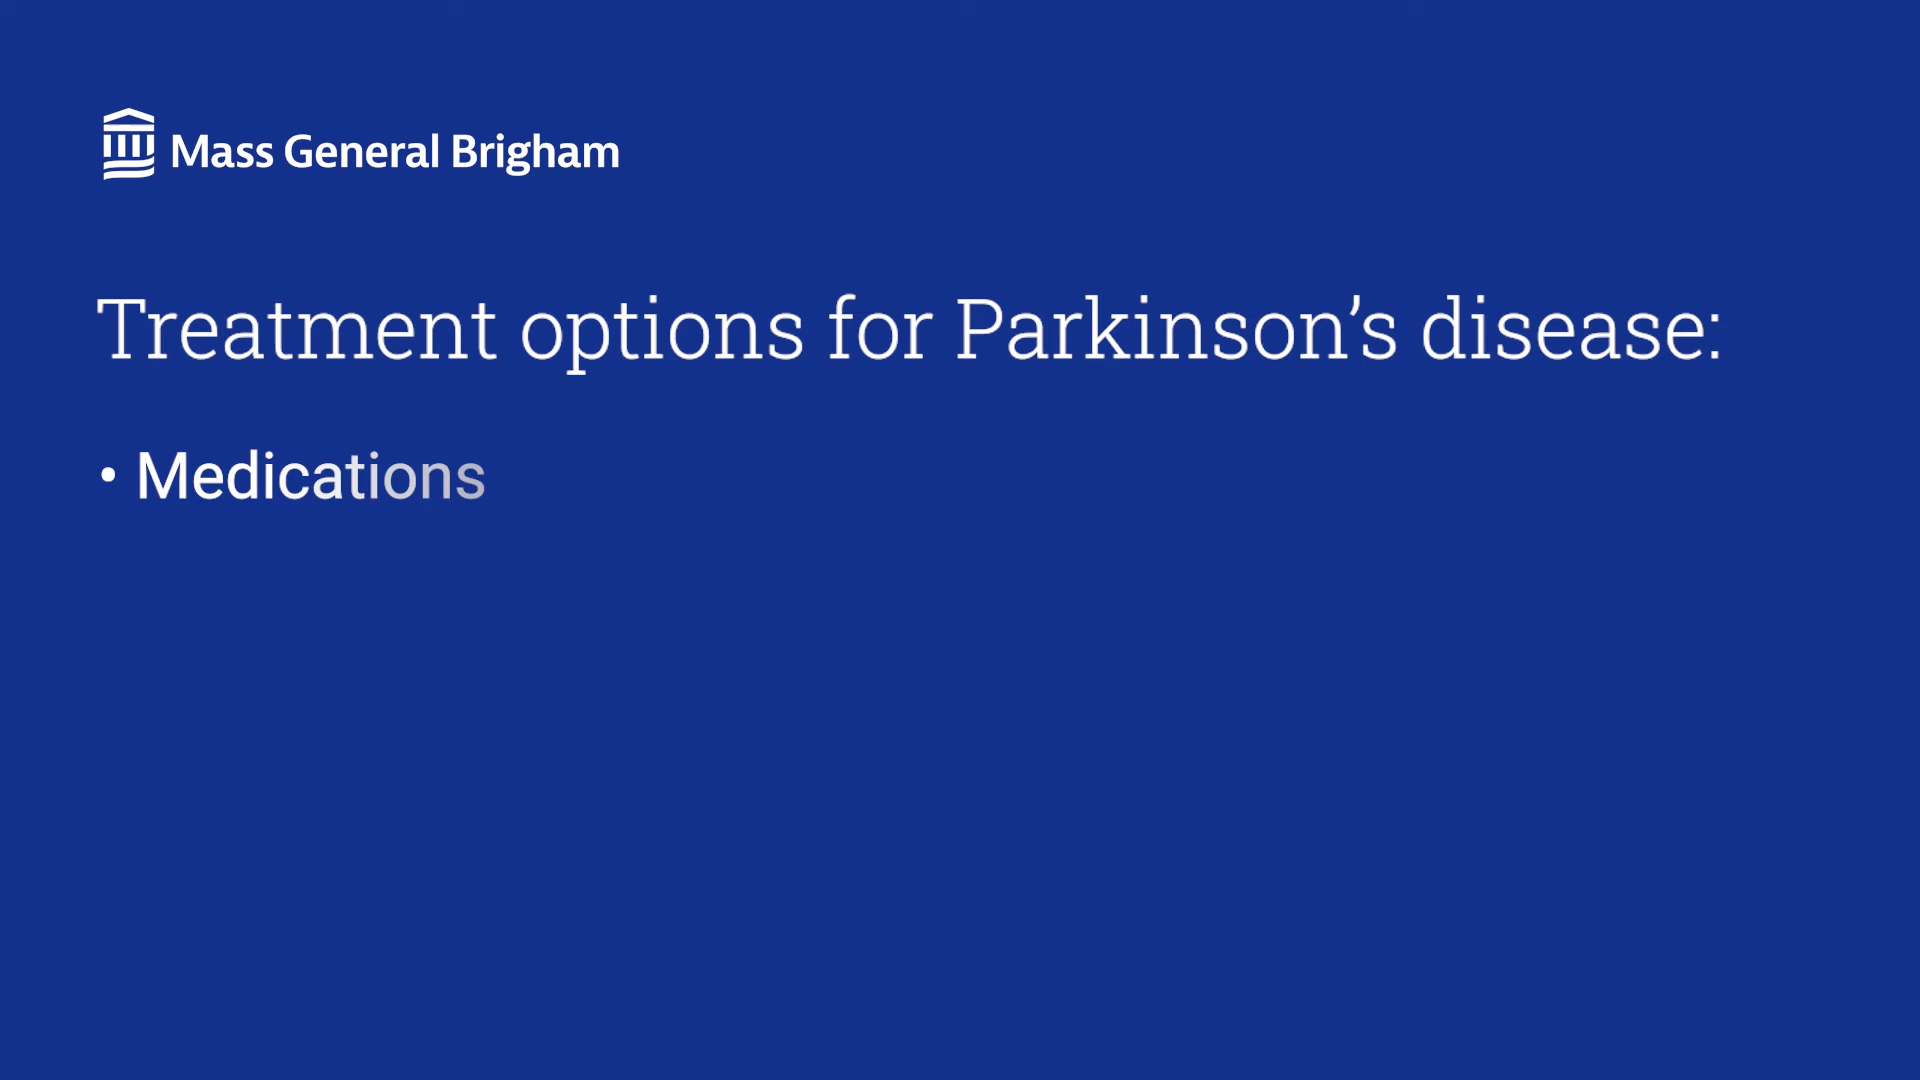 Mass General Brigham
Treatment options for Parkinson’s disease:
• Medications